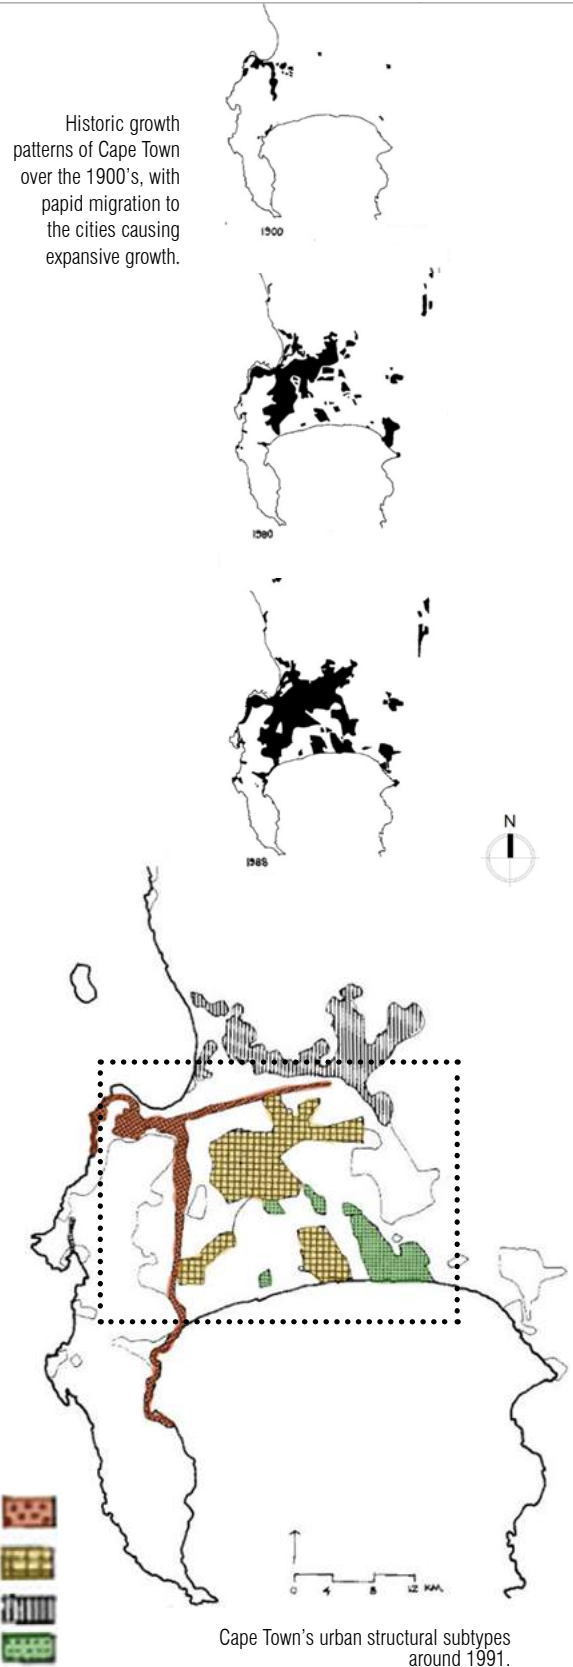 Historic growth
patterns of Cape Town
over the 1900's, with
papid migration to
the cities causing
expansive growth.
1900
1980
1988
N
0 4 8 12 KM.
Cape Town's urban structural subtypes
around 1991.